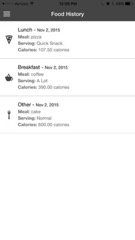 Food History
Lunch - Nov 2, 2015
Meal: pizza
Serving: Quick Snack
Calories: 107.50 calories
Breakfast - Nov 2, 2015
Meal: coffee
Serving: A Lot
Calories: 390.00 calories
Other - Nov 2, 2015
Meal: cake
Serving: Normal
Calories: 600.00 calories